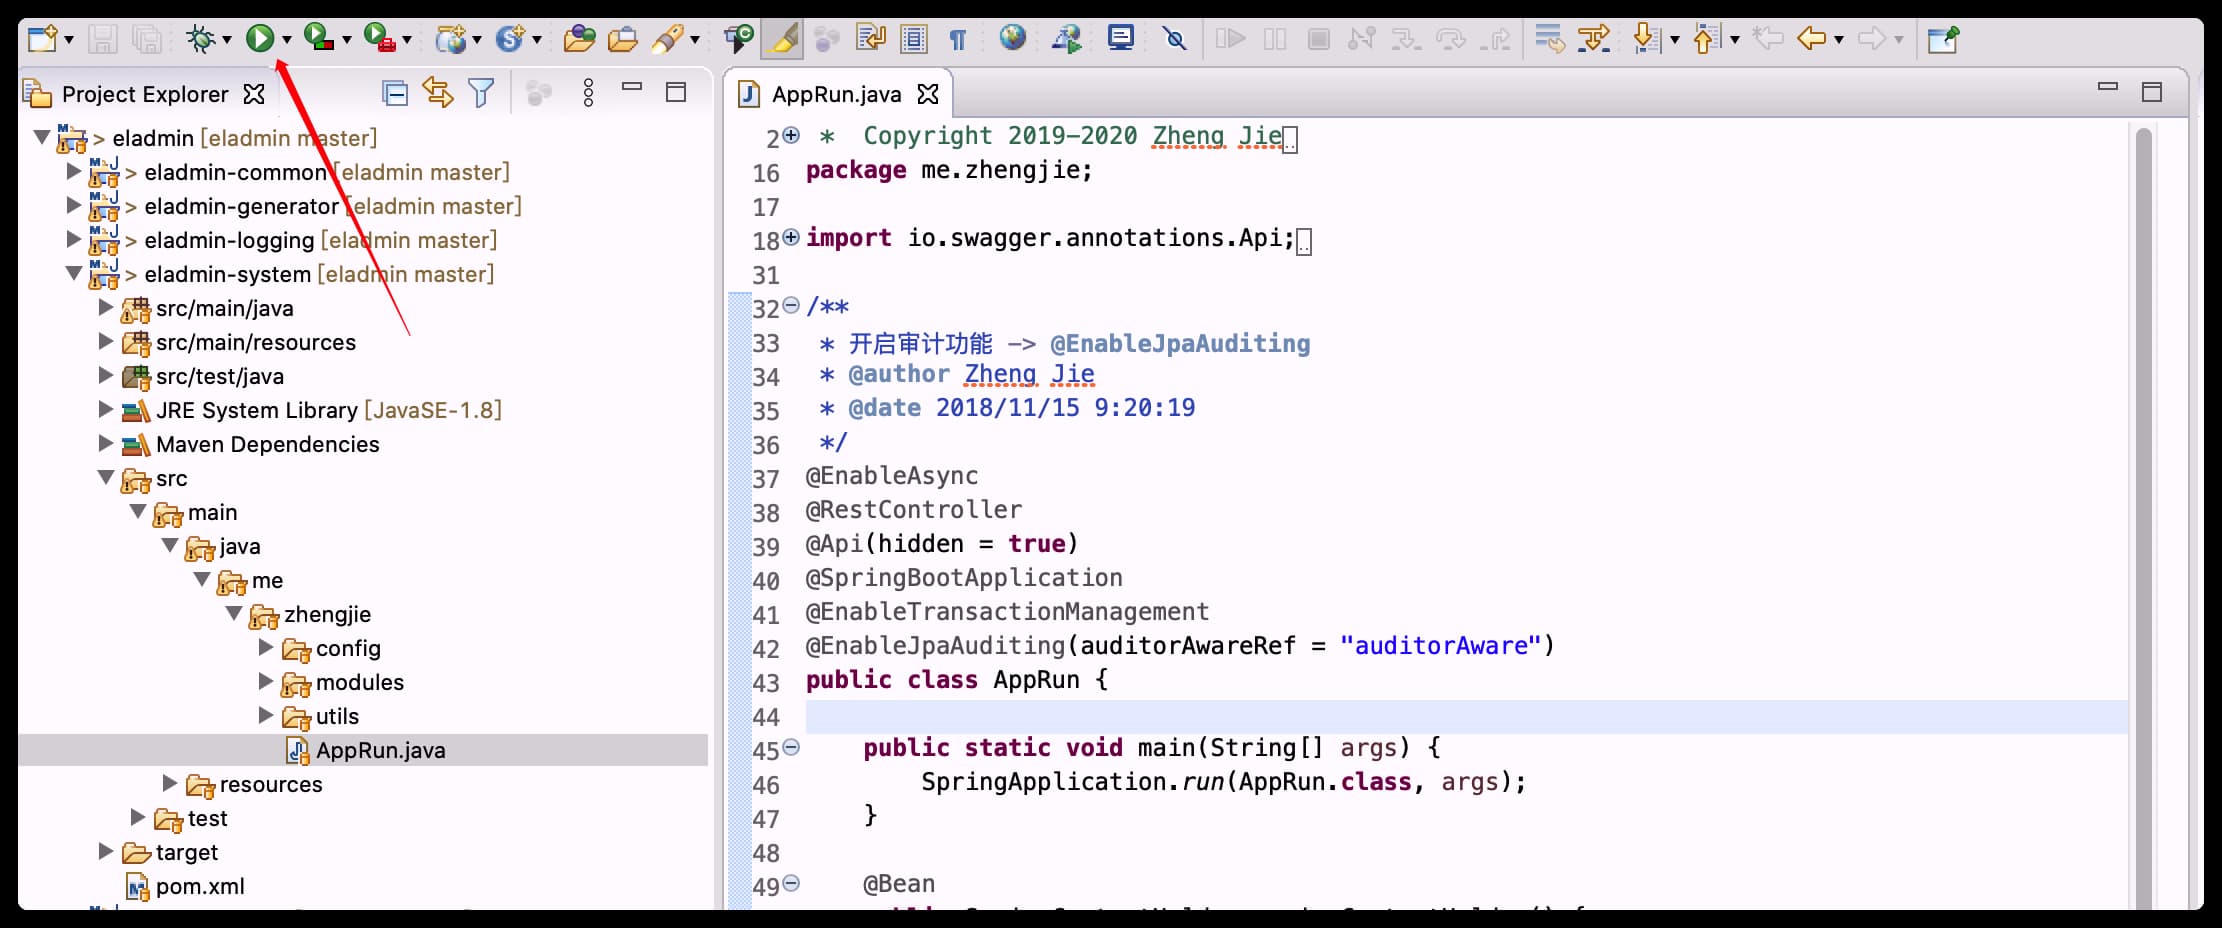 Project Explorer
> eladmin [eladmin master]
> eladmin-common [eladmin master]
> eladmin-generator [eladmin master]
> eladmin-logging [eladmin master]
> eladmin-system [eladmin master]
src/main/java
src/main/resources
src/test/java
JRE System Library [JavaSE-1.8]
Maven Dependencies
src
main
java
me
zhengjie
config
modules
utils
AppRun.java
resources
test
target
pom.xml
AppRun.java
2 * Copyright 2019-2020 Zheng Jie
16 package me.zhengjie;
17
18 import io.swagger.annotations.Api;
31
32 /**
33 * 开启审计功能 -> @EnableJpaAuditing
34 * @author Zheng Jie
35 * @date 2018/11/15 9:20:19
36 */
37 @EnableAsync
38 @RestController
39 @Api(hidden = true)
40 @SpringBootApplication
41 @EnableTransactionManagement
42 @EnableJpaAuditing(auditorAwareRef = "auditorAware")
43 public class AppRun {
44
45 public static void main(String[] args) {
46 SpringApplication.run(AppRun.class, args);
47 }
48
49 @Bean